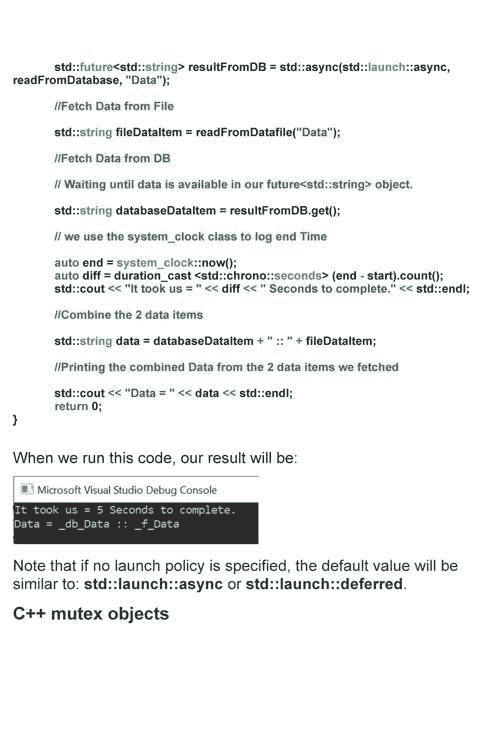 std::future<std::string> resultFromDB = std::async(std::launch::async,
readFromDatabase, "Data");
//Fetch Data from File
std::string fileDataItem = readFromDatafile("Data");
//Fetch Data from DB
// Waiting until data is available in our future<std::string> object.
std::string databaseDataItem = resultFromDB.get();
// we use the system_clock class to log end Time
auto end = system_clock::now();
auto diff = duration_cast <std::chrono::seconds> (end - start).count();
std::cout << "It took us = " << diff << " Seconds to complete." << std::endl;
//Combine the 2 data items
std::string data = databaseDataItem + " :: " + fileDataItem;
//Printing the combined Data from the 2 data items we fetched
std::cout << "Data = " << data << std::endl;
return 0;
}
When we run this code, our result will be:
Microsoft Visual Studio Debug Console
It took us = 5 Seconds to complete.
Data = _db_Data :: _f_Data
Note that if no launch policy is specified, the default value will be
similar to: std::launch::async or std::launch::deferred.
C++ mutex objects